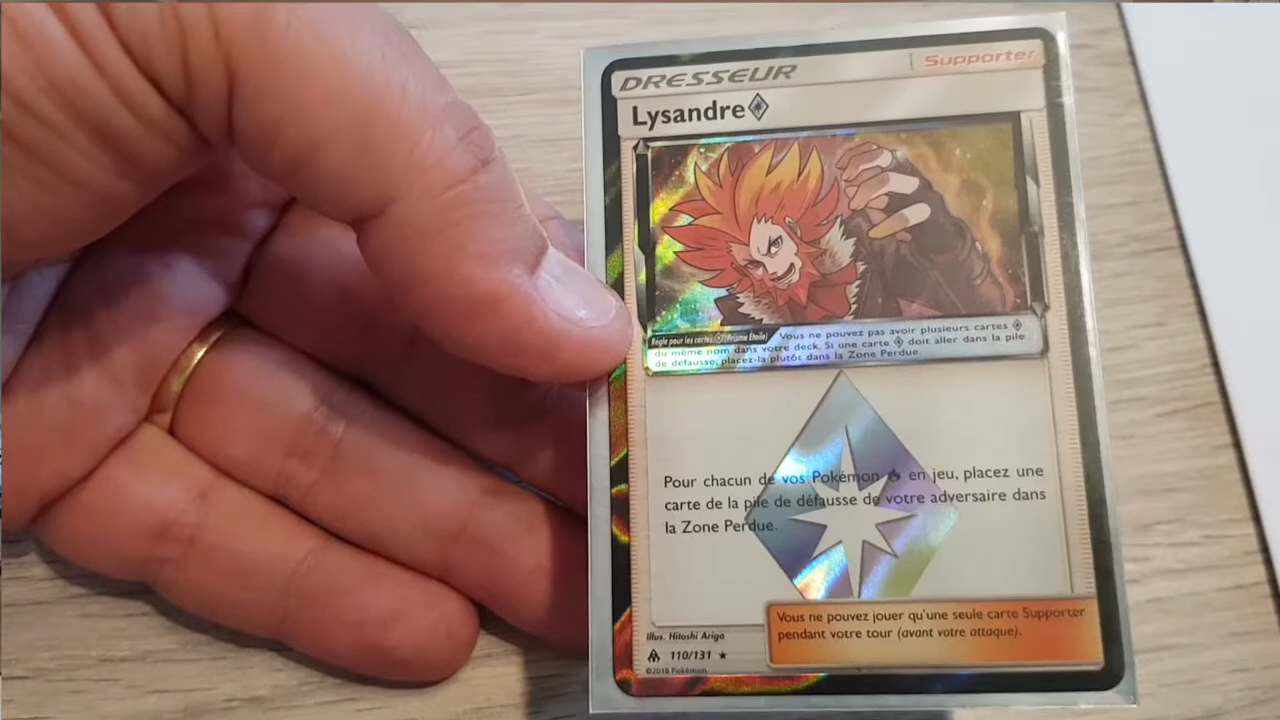 DRESSEUR Supporter
Lysandre
Règle pour les cartes (Prisme Étoile) Vous ne pouvez pas avoir plusieurs cartes
du même nom dans votre deck. Si une carte doit aller dans la pile
de défausse, placez-la plutôt dans la Zone Perdue.
Pour chacun de vos Pokémon en jeu, placez une
carte de la pile de défausse de votre adversaire dans
la Zone Perdue.
Vous ne pouvez jouer qu'une seule carte Supporter
pendant votre tour (avant votre attaque).
Illus. Hitoshi Ariga
110/131 ★
©2018 Pokémon